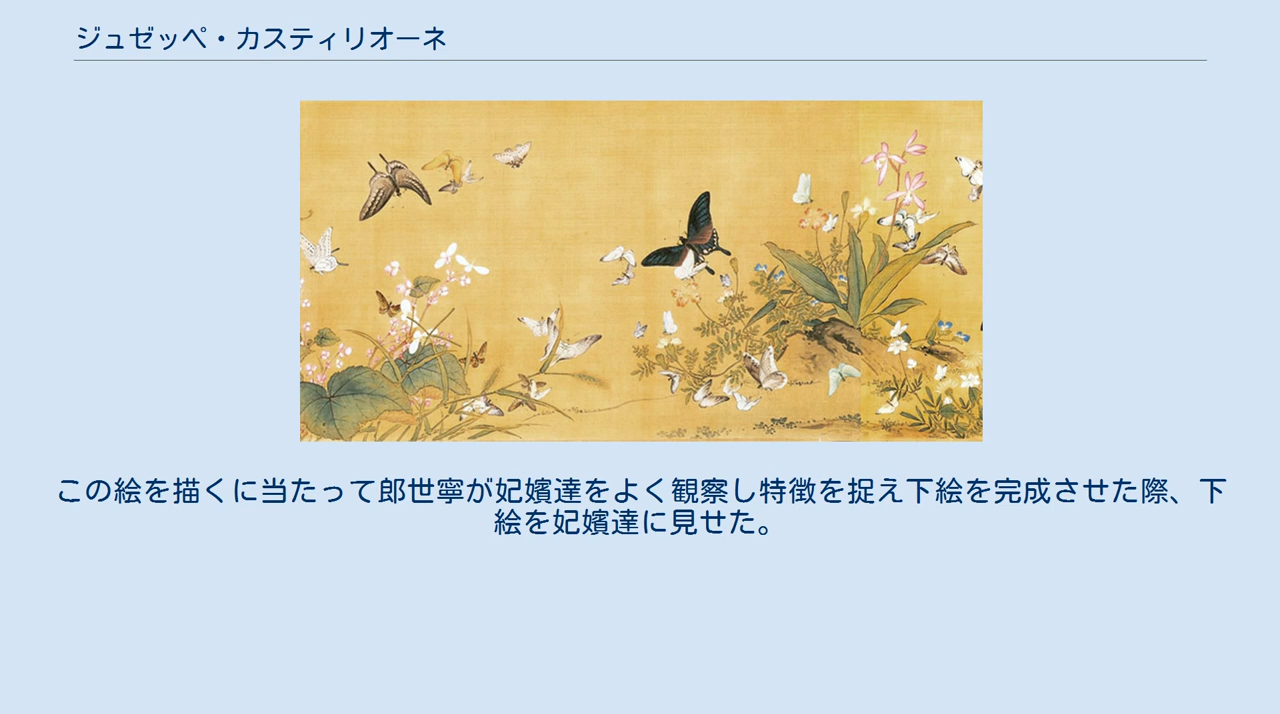 ジュゼッペ・カスティリオーネ
この絵を描くに当たって郎世寧が妃嬪達をよく観察し特徴を捉え下絵を完成させた際、下
絵を妃嬪達に見せた。